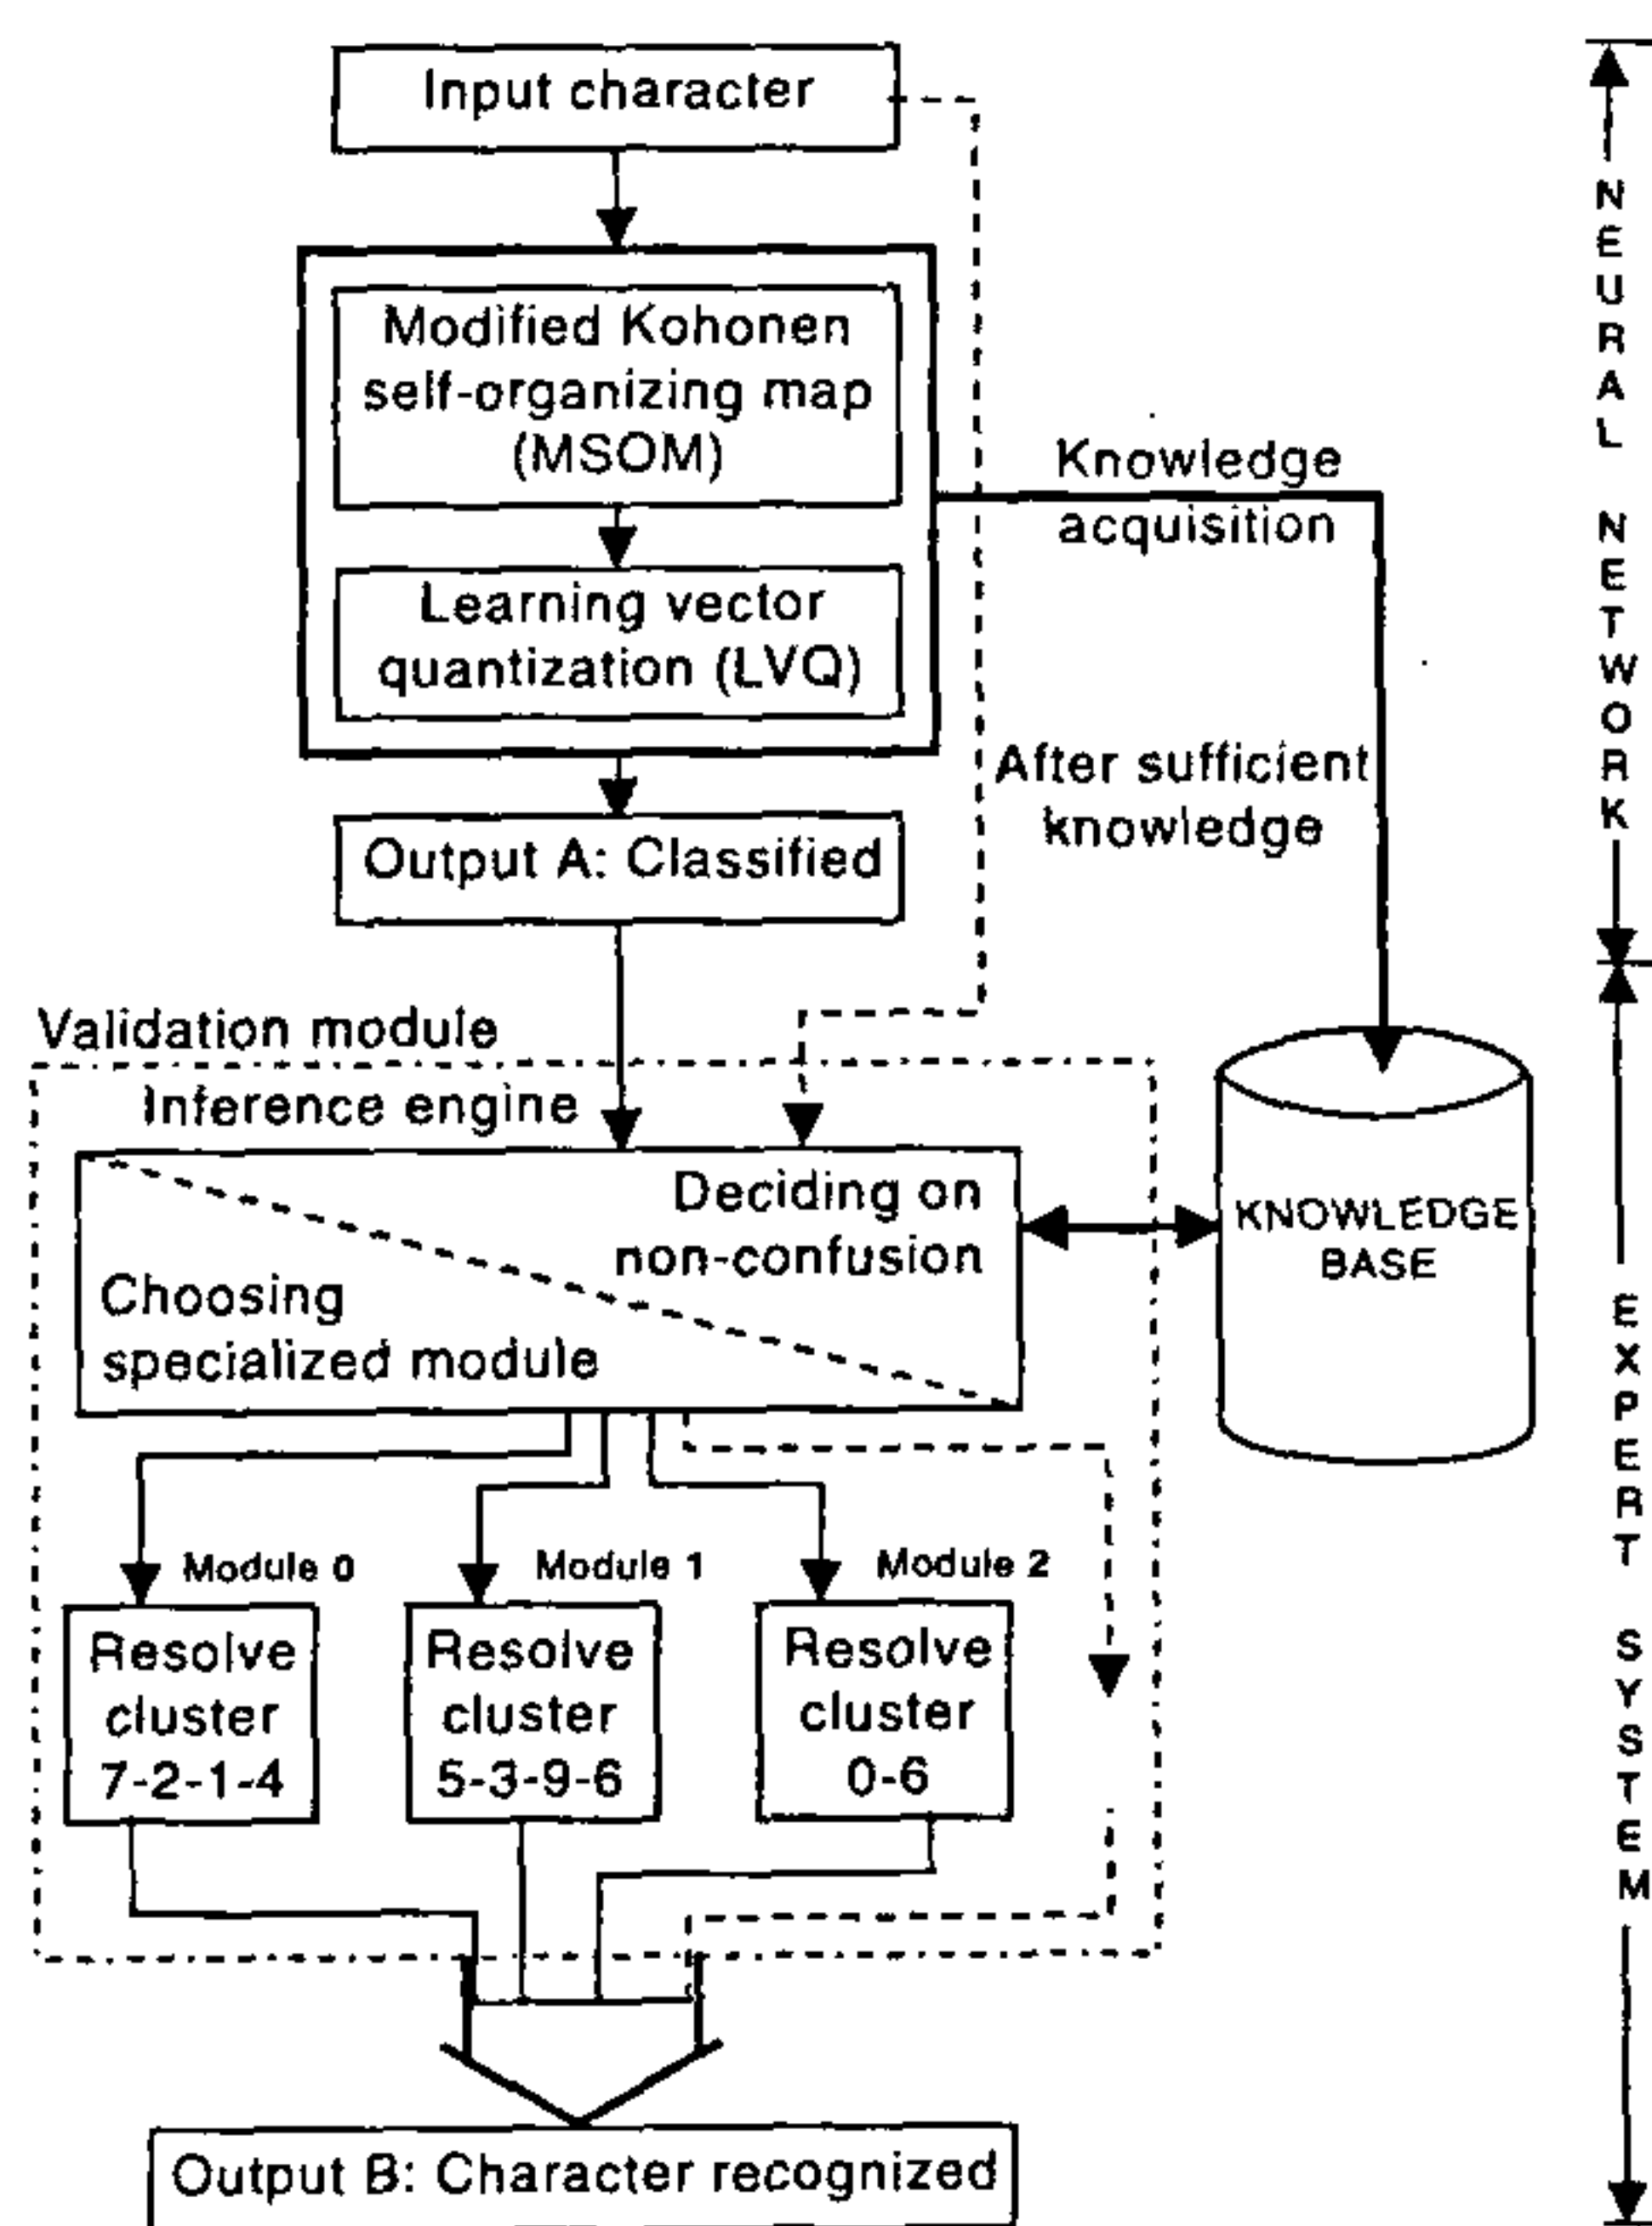 Input character
Modified Kohonen
self-organizing map
(MSOM)
Learning vector
quantization (LVQ)
Knowledge
acquisition
After sufficient
knowledge
Output A: Classified
NEURAL NETWORK
Validation module
Inference engine
Deciding on
non-confusion
Choosing
specialized module
KNOWLEDGE
BASE
Module 0
Resolve
cluster
7-2-1-4
Module 1
Resolve
cluster
5-3-9-6
Module 2
Resolve
cluster
0-6
EXPERT SYSTEM
Output B: Character recognized